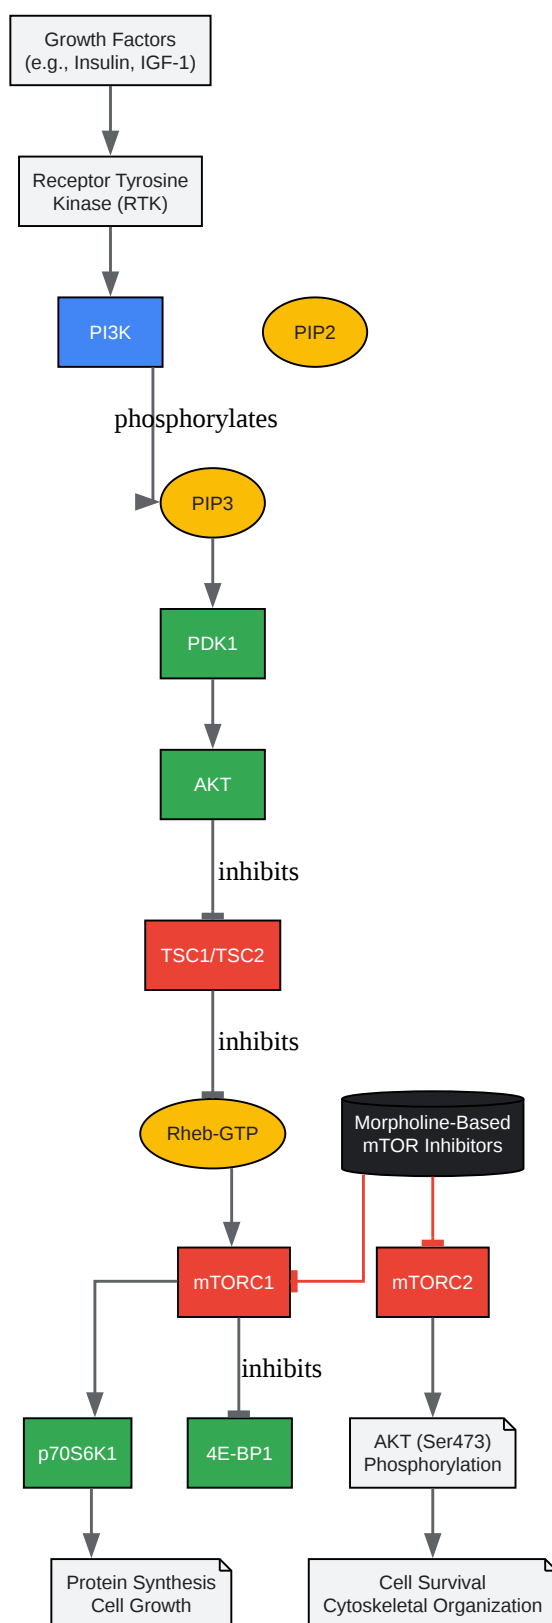 Growth Factors
(e.g., Insulin, IGF-1)
Receptor Tyrosine
Kinase (RTK)
PI3K
PIP2
phosphorylates
PIP3
PDK1
AKT
inhibits
TSC1/TSC2
inhibits
Rheb-GTP
Morpholine-Based
mTOR Inhibitors
mTORC1
mTORC2
inhibits
p70S6K1
4E-BP1
AKT (Ser473)
Phosphorylation
Protein Synthesis
Cell Growth
Cell Survival
Cytoskeletal Organization